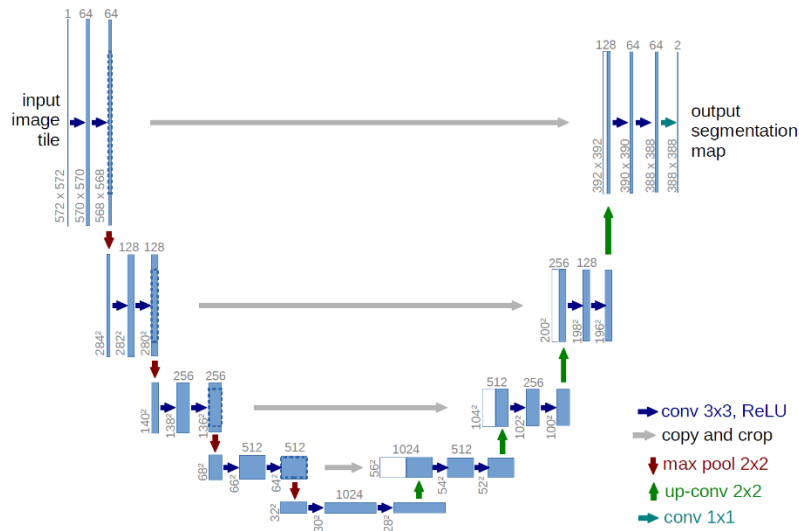 1 64 64
input
image
tile
572 x 572
570 x 570
568 x 568
128 64 64 2
output
segmentation
map
392 x 392
390 x 390
388 x 388
388 x 388
128 128
284²
282²
280²
256 128
200²
198²
196²
256 256
140²
138²
136²
512 256
104²
102²
100²
512 512
68²
66²
64²
1024 512
56²
54²
52²
1024
32²
30²
28²
conv 3x3, ReLU
copy and crop
max pool 2x2
up-conv 2x2
conv 1x1